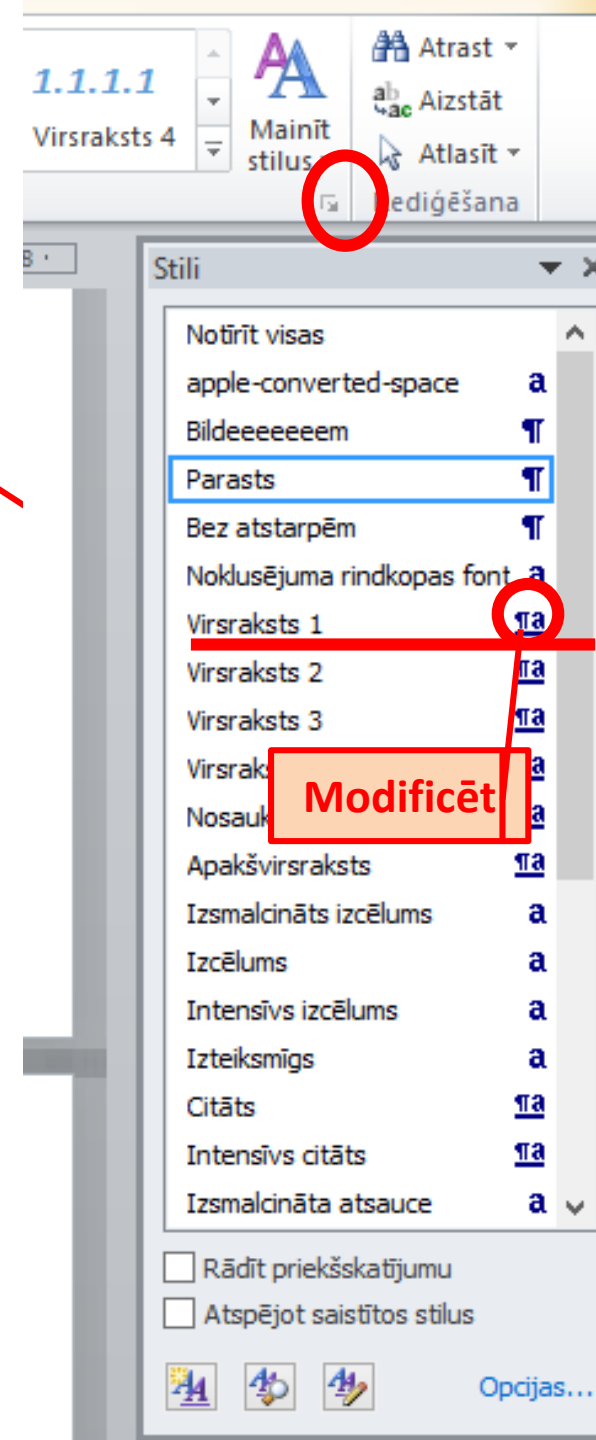 1.1.1.1
Virsraksts 4
Mainīt
stilus
Atrast
Aizstāt
Atlasīt
Rediģēšana
Stili
Notīrīt visas
apple-converted-space a
Bildeeeeeeem ¶
Parasts ¶
Bez atstarpēm ¶
Noklusējuma rindkopas font a
Virsraksts 1 ¶a
Virsraksts 2 ¶a
Virsraksts 3 ¶a
Modificēt
Apakšvirsraksts ¶a
Izsmalcināts izcēlums a
Izcēlums a
Intensīvs izcēlums a
Izteiksmīgs a
Citāts ¶a
Intensīvs citāts ¶a
Izsmalcināta atsauce a
Rādīt priekšskatījumu
Atspējot saistītos stilus
Opcijas...